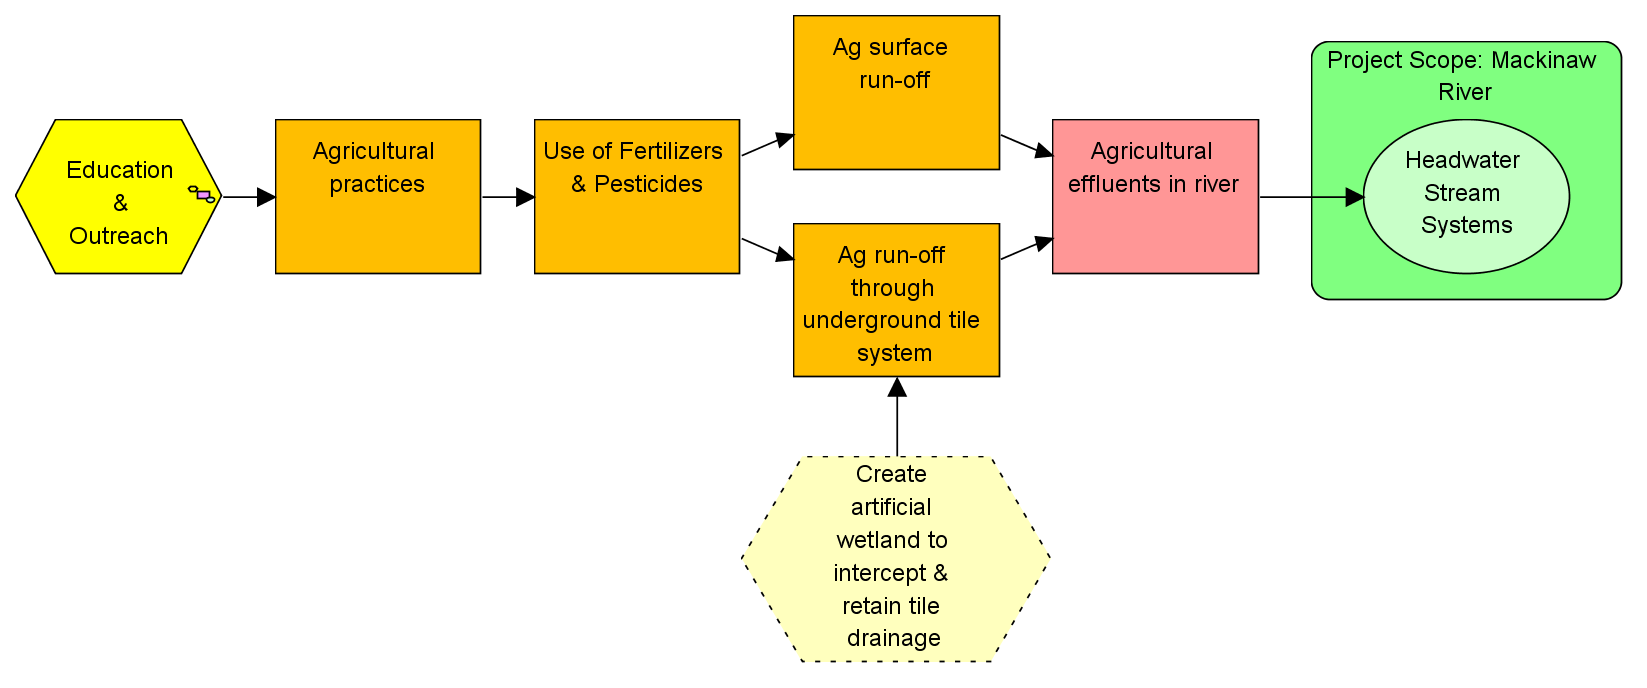 Education
&
Outreach
Agricultural
practices
Use of Fertilizers
& Pesticides
Ag surface
run-off
Ag run-off
through
underground tile
system
Create
artificial
wetland to
intercept &
retain tile
drainage
Agricultural
effluents in river
Project Scope: Mackinaw
River
Headwater
Stream
Systems